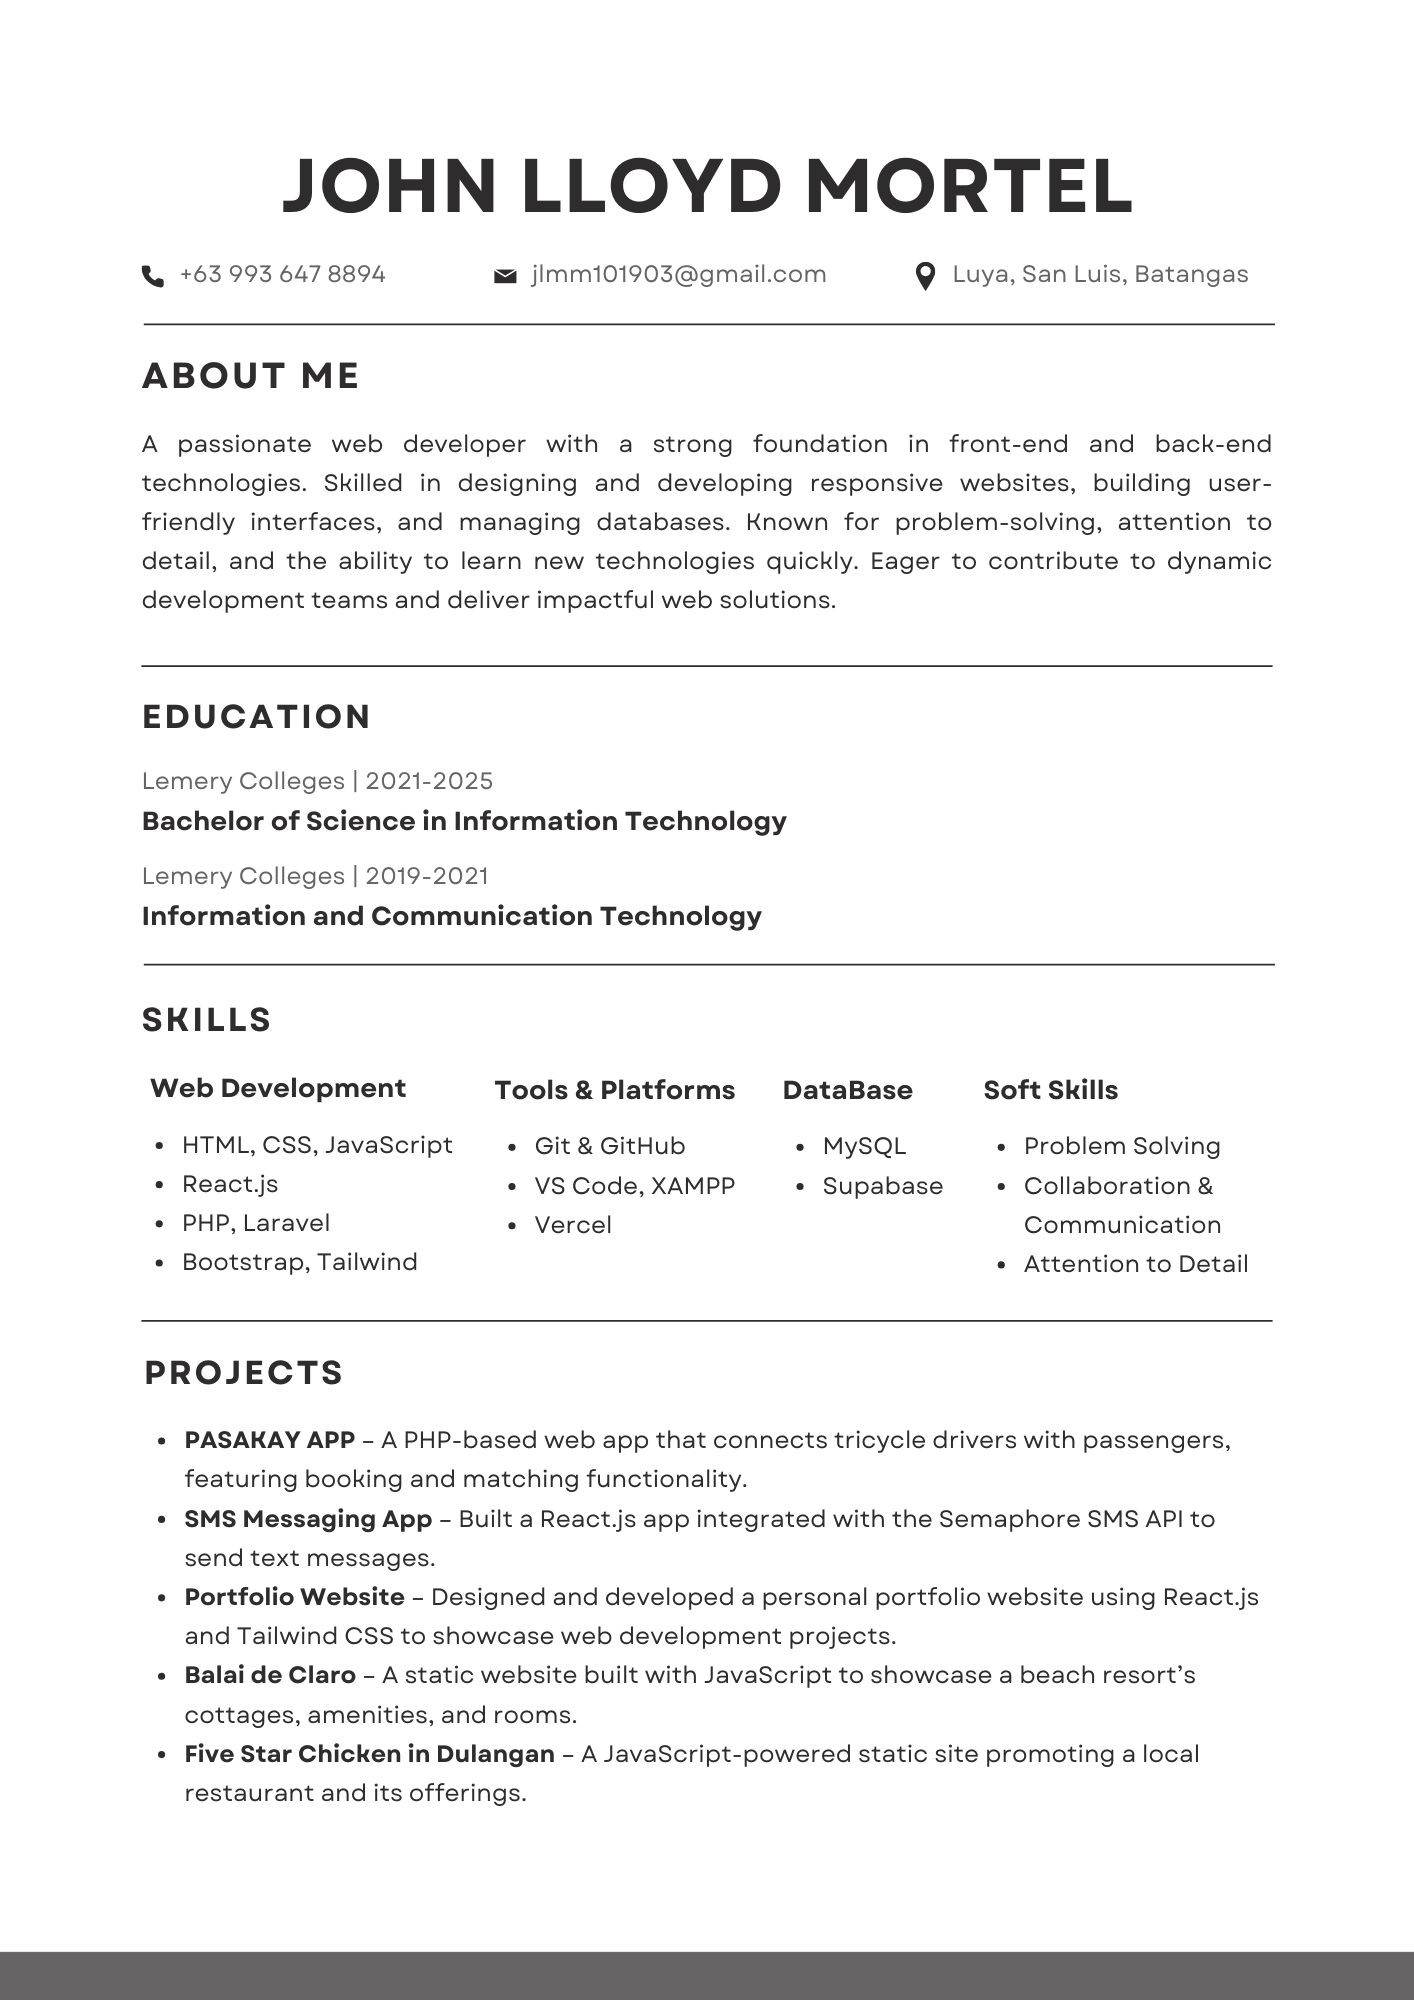 JOHN LLOYD MORTEL
+63 993 647 8894
jlmm101903@gmail.com
Luya, San Luis, Batangas
ABOUT ME
A passionate web developer with a strong foundation in front-end and back-end
technologies. Skilled in designing and developing responsive websites, building user-
friendly interfaces, and managing databases. Known for problem-solving, attention to
detail, and the ability to learn new technologies quickly. Eager to contribute to dynamic
development teams and deliver impactful web solutions.
EDUCATION
Lemery Colleges | 2021-2025
Bachelor of Science in Information Technology
Lemery Colleges | 2019-2021
Information and Communication Technology
SKILLS
Web Development
• HTML, CSS, JavaScript
• React.js
• PHP, Laravel
• Bootstrap, Tailwind
Tools & Platforms
• Git & GitHub
• VS Code, XAMPP
• Vercel
DataBase
• MySQL
• Supabase
Soft Skills
• Problem Solving
• Collaboration &
Communication
• Attention to Detail
PROJECTS
• PASAKAY APP – A PHP-based web app that connects tricycle drivers with passengers,
featuring booking and matching functionality.
• SMS Messaging App – Built a React.js app integrated with the Semaphore SMS API to
send text messages.
• Portfolio Website – Designed and developed a personal portfolio website using React.js
and Tailwind CSS to showcase web development projects.
• Balai de Claro – A static website built with JavaScript to showcase a beach resort’s
cottages, amenities, and rooms.
• Five Star Chicken in Dulangan – A JavaScript-powered static site promoting a local
restaurant and its offerings.